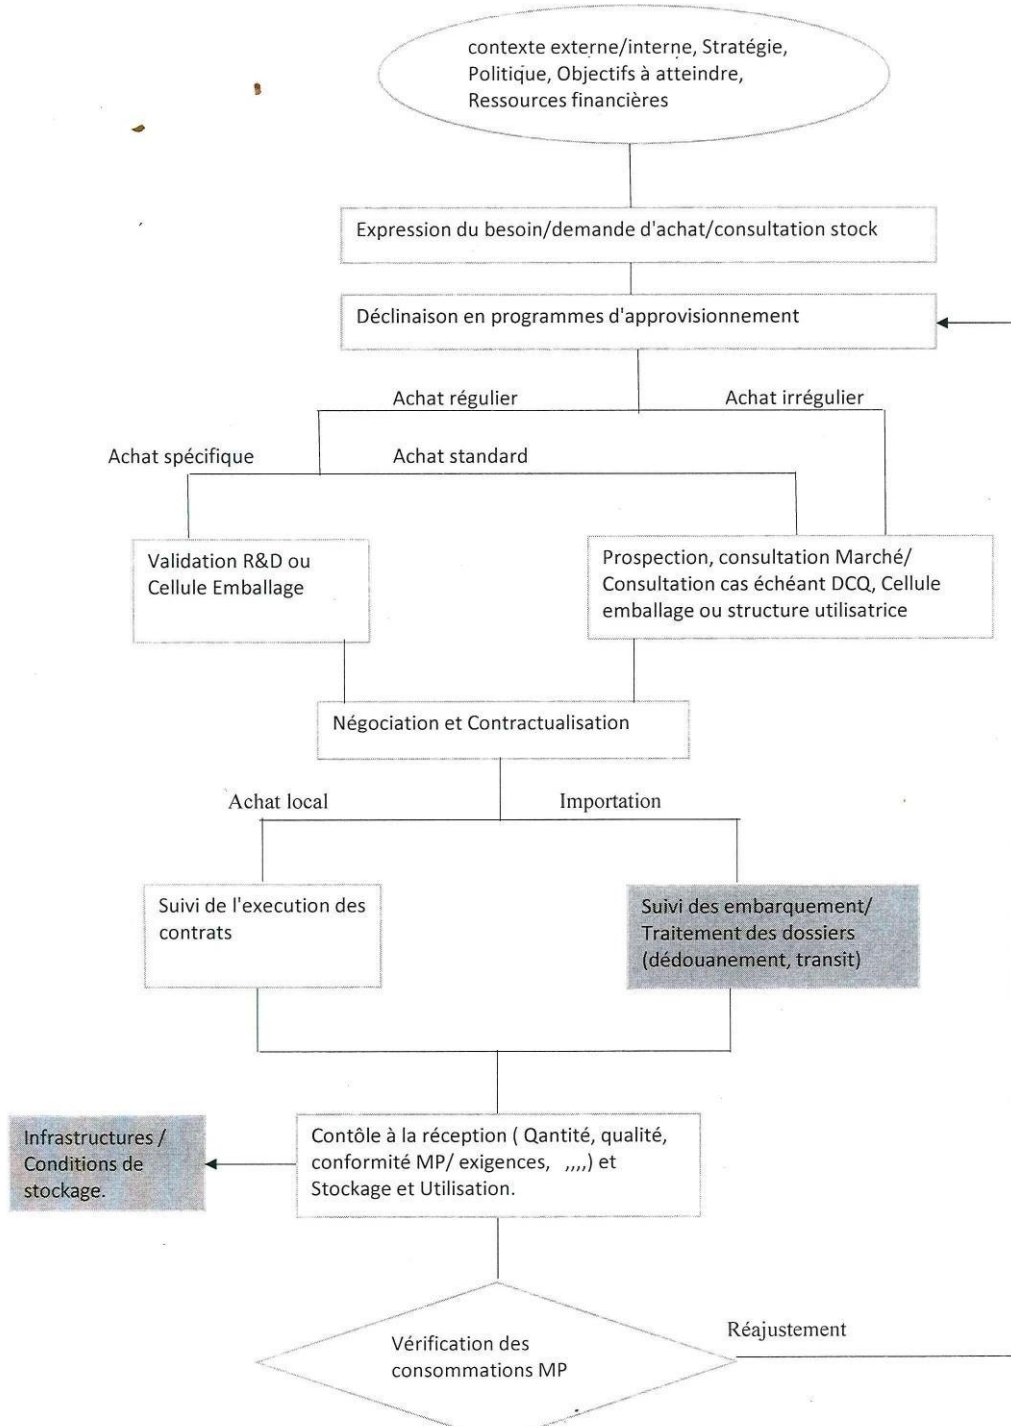 contexte externe/interne, Stratégie,
Politique, Objectifs à atteindre,
Ressources financières
Expression du besoin/demande d'achat/consultation stock
Déclinaison en programmes d'approvisionnement
Achat régulier
Achat irrégulier
Achat spécifique
Achat standard
Validation R&D ou
Cellule Emballage
Prospection, consultation Marché/
Consultation cas échéant DCQ, Cellule
emballage ou structure utilisatrice
Négociation et Contractualisation
Achat local
Importation
Suivi de l'execution des
contrats
Suivi des embarquement/
Traitement des dossiers
(dédouanement, transit)
Infrastructures /
Conditions de
stockage.
Contôle à la réception ( Qantité, qualité,
conformité MP/ exigences, ,,,,) et
Stockage et Utilisation.
Vérification des
consommations MP
Réajustement